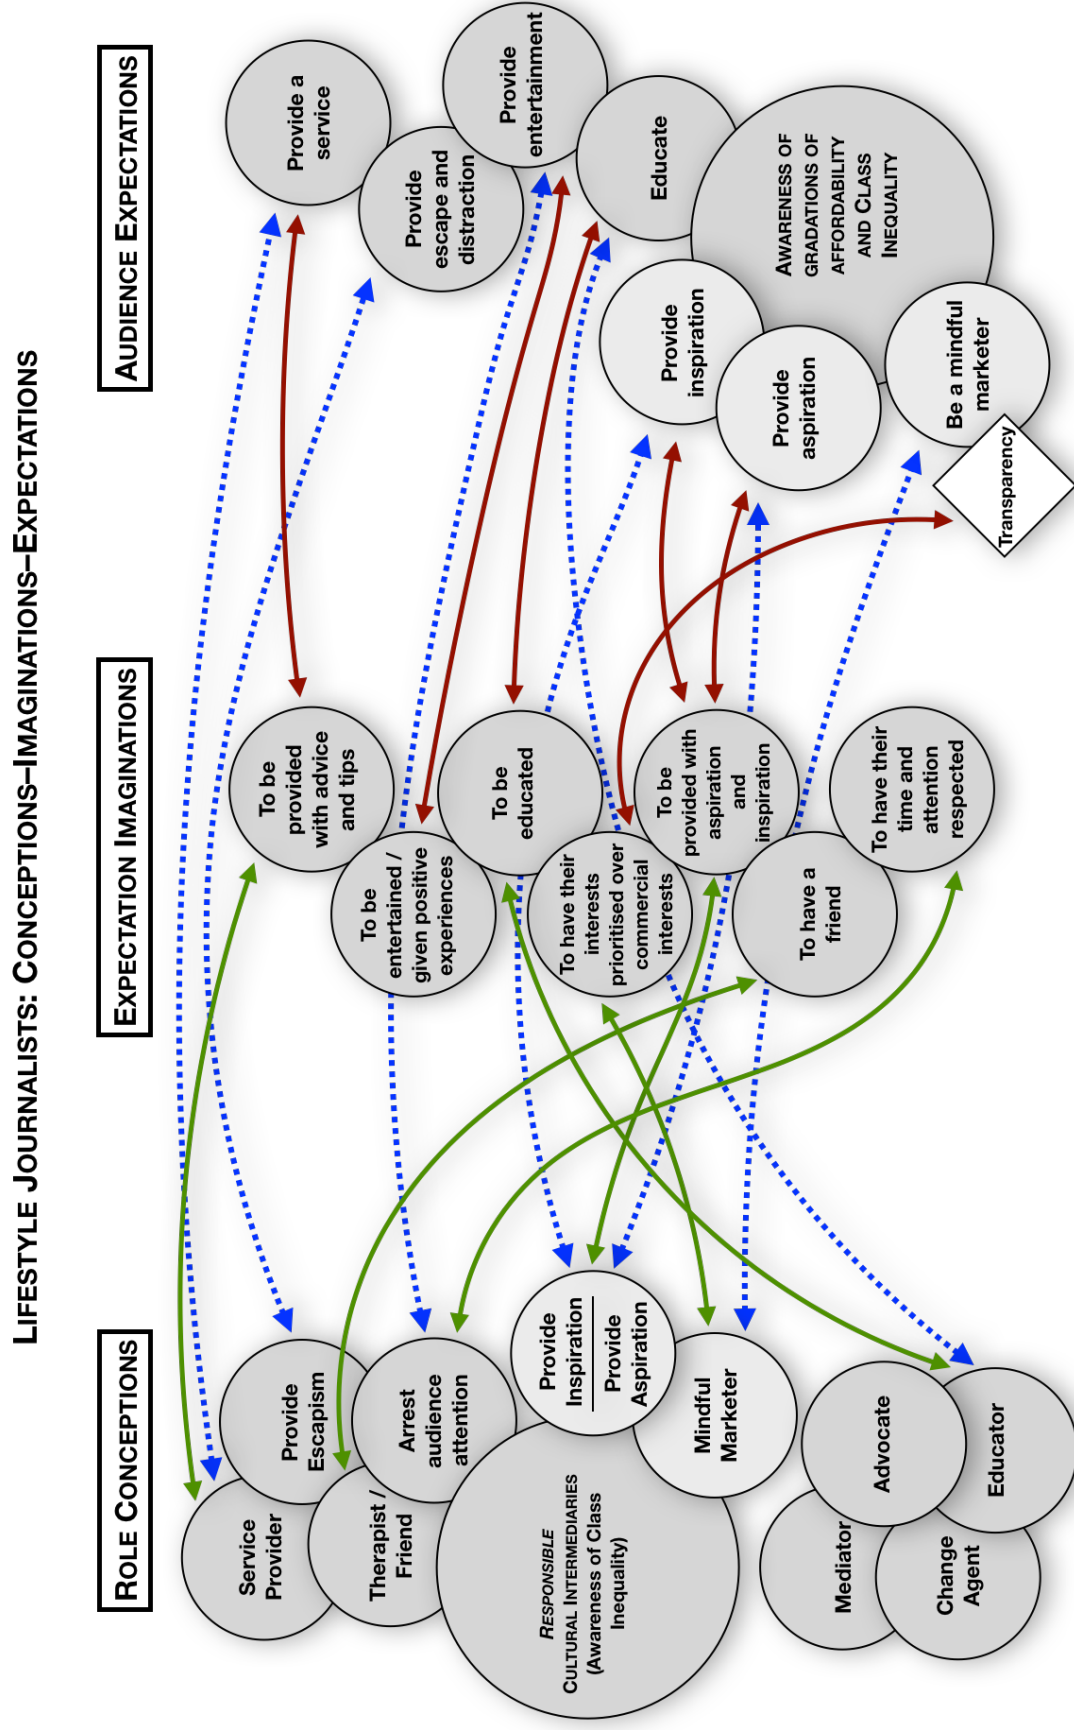 LIFESTYLE JOURNALISTS: CONCEPTIONS–IMAGINATIONS–EXPECTATIONS
ROLE CONCEPTIONS
EXPECTATION IMAGINATIONS
AUDIENCE EXPECTATIONS
Service
Provider
Provide
Escapism
Therapist /
Friend
Arrest
audience
attention
RESPONSIBLE
CULTURAL INTERMEDIARIES
(Awareness of Class
Inequality)
Provide
Inspiration
Provide
Aspiration
Mindful
Marketer
Mediator
Advocate
Change
Agent
Educator
To be
provided
with advice
and tips
To be
entertained /
given positive
experiences
To be
educated
To have their
interests
prioritised over
commercial
interests
To be
provided with
aspiration
and
inspiration
To have a
friend
To have their
time and
attention
respected
Provide a
service
Provide
escape and
distraction
Provide
entertainment
Educate
AWARENESS OF
GRADATIONS OF
AFFORDABILITY
AND CLASS
INEQUALITY
Provide
inspiration
Provide
aspiration
Be a mindful
marketer
Transparency